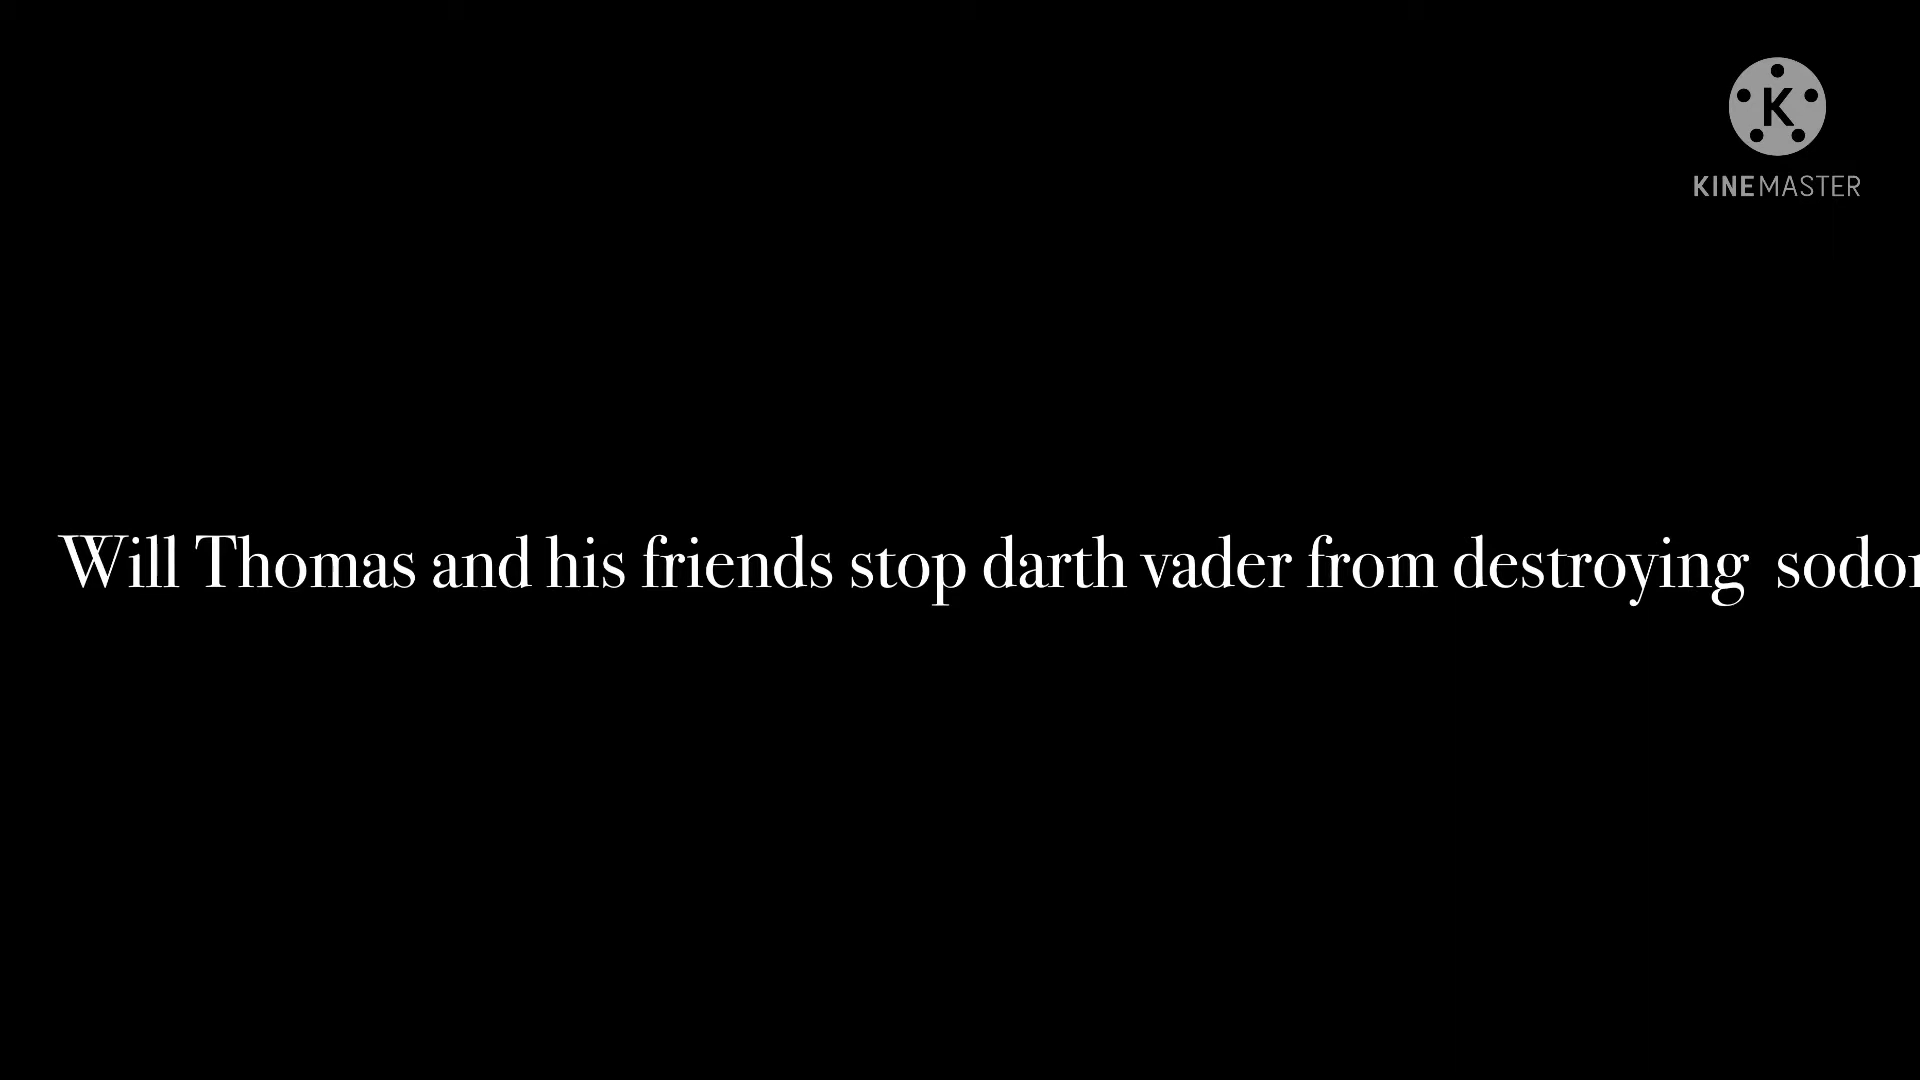 K
KINEMASTER
Will Thomas and his friends stop darth vader from destroying